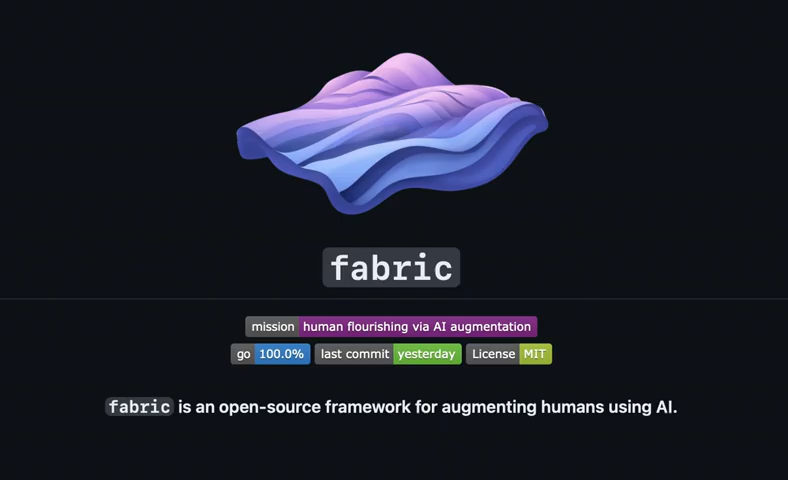 fabric
mission human flourishing via AI augmentation
go 100.0% last commit yesterday License MIT
fabric is an open-source framework for augmenting humans using AI.